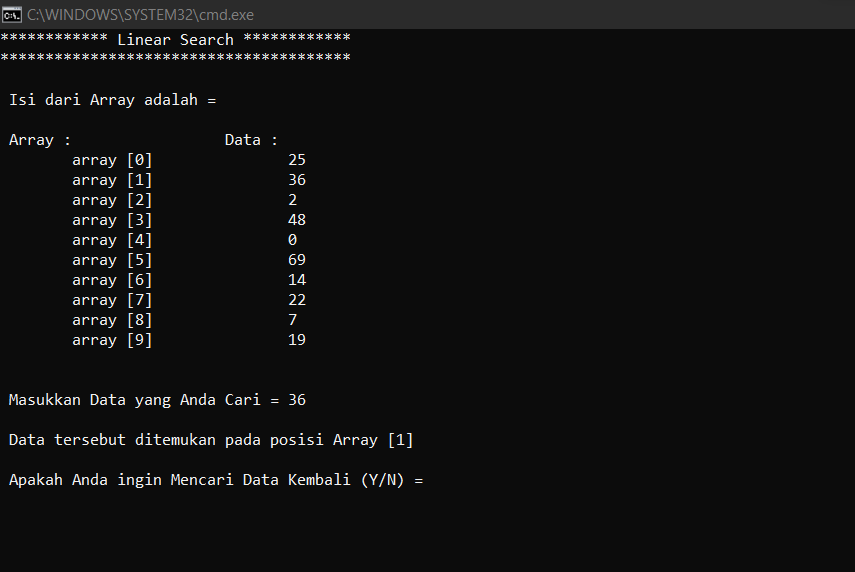 C:\WINDOWS\SYSTEM32\cmd.exe
************ Linear Search ************
***************************************
Isi dari Array adalah =
Array : Data :
array [0] 25
array [1] 36
array [2] 2
array [3] 48
array [4] 0
array [5] 69
array [6] 14
array [7] 22
array [8] 7
array [9] 19
Masukkan Data yang Anda Cari = 36
Data tersebut ditemukan pada posisi Array [1]
Apakah Anda ingin Mencari Data Kembali (Y/N) =